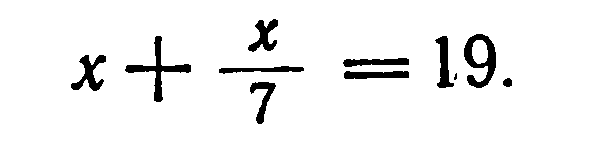 x + x/7 = 19.